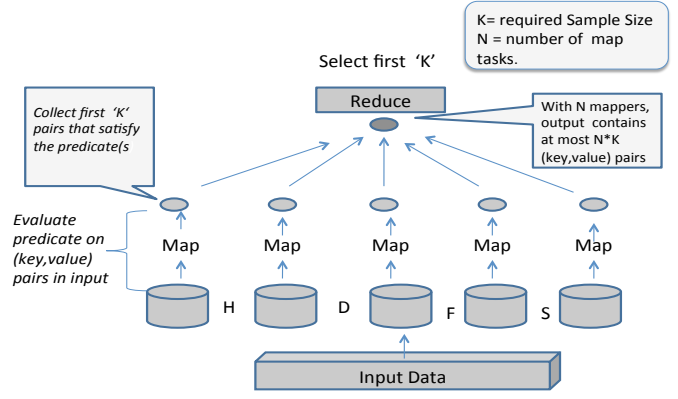 K= required Sample Size
N = number of map
tasks.
Select first 'K'
Reduce
Collect first 'K'
pairs that satisfy
the predicate(s
With N mappers,
output contains
at most N*K
(key,value) pairs
Evaluate
predicate on
(key,value)
pairs in input
Map
Map
Map
Map
Map
H
D
F
S
Input Data